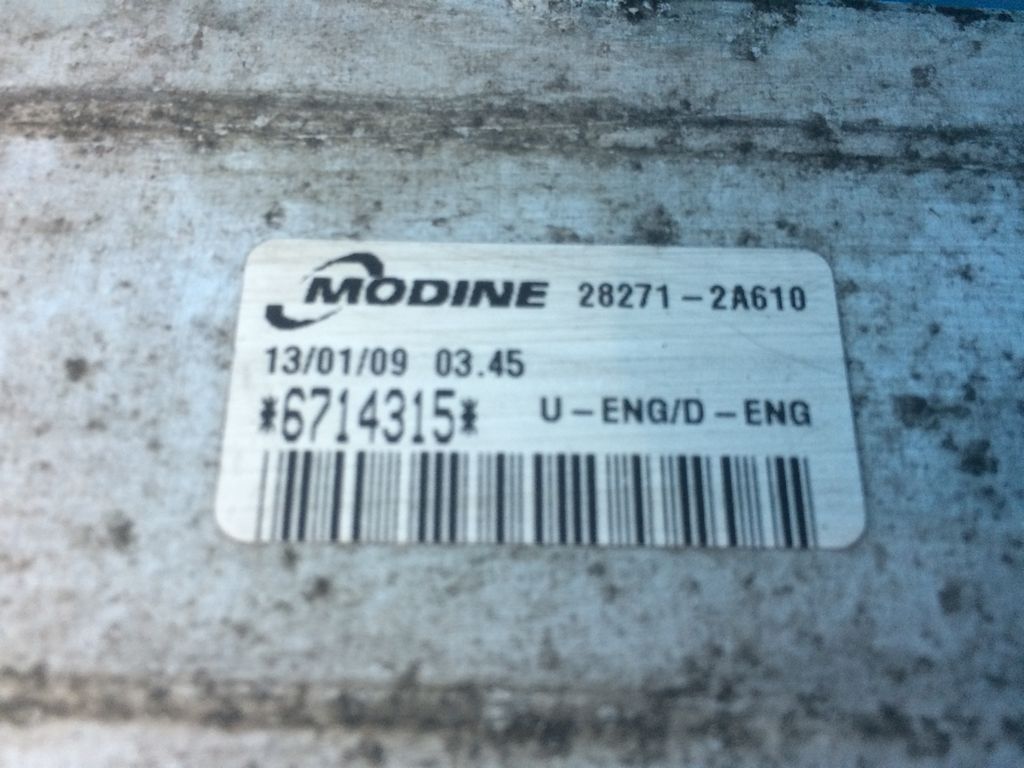 MODINE 28271-2A610
13/01/09 03.45
*6714315* U-ENG/D-ENG